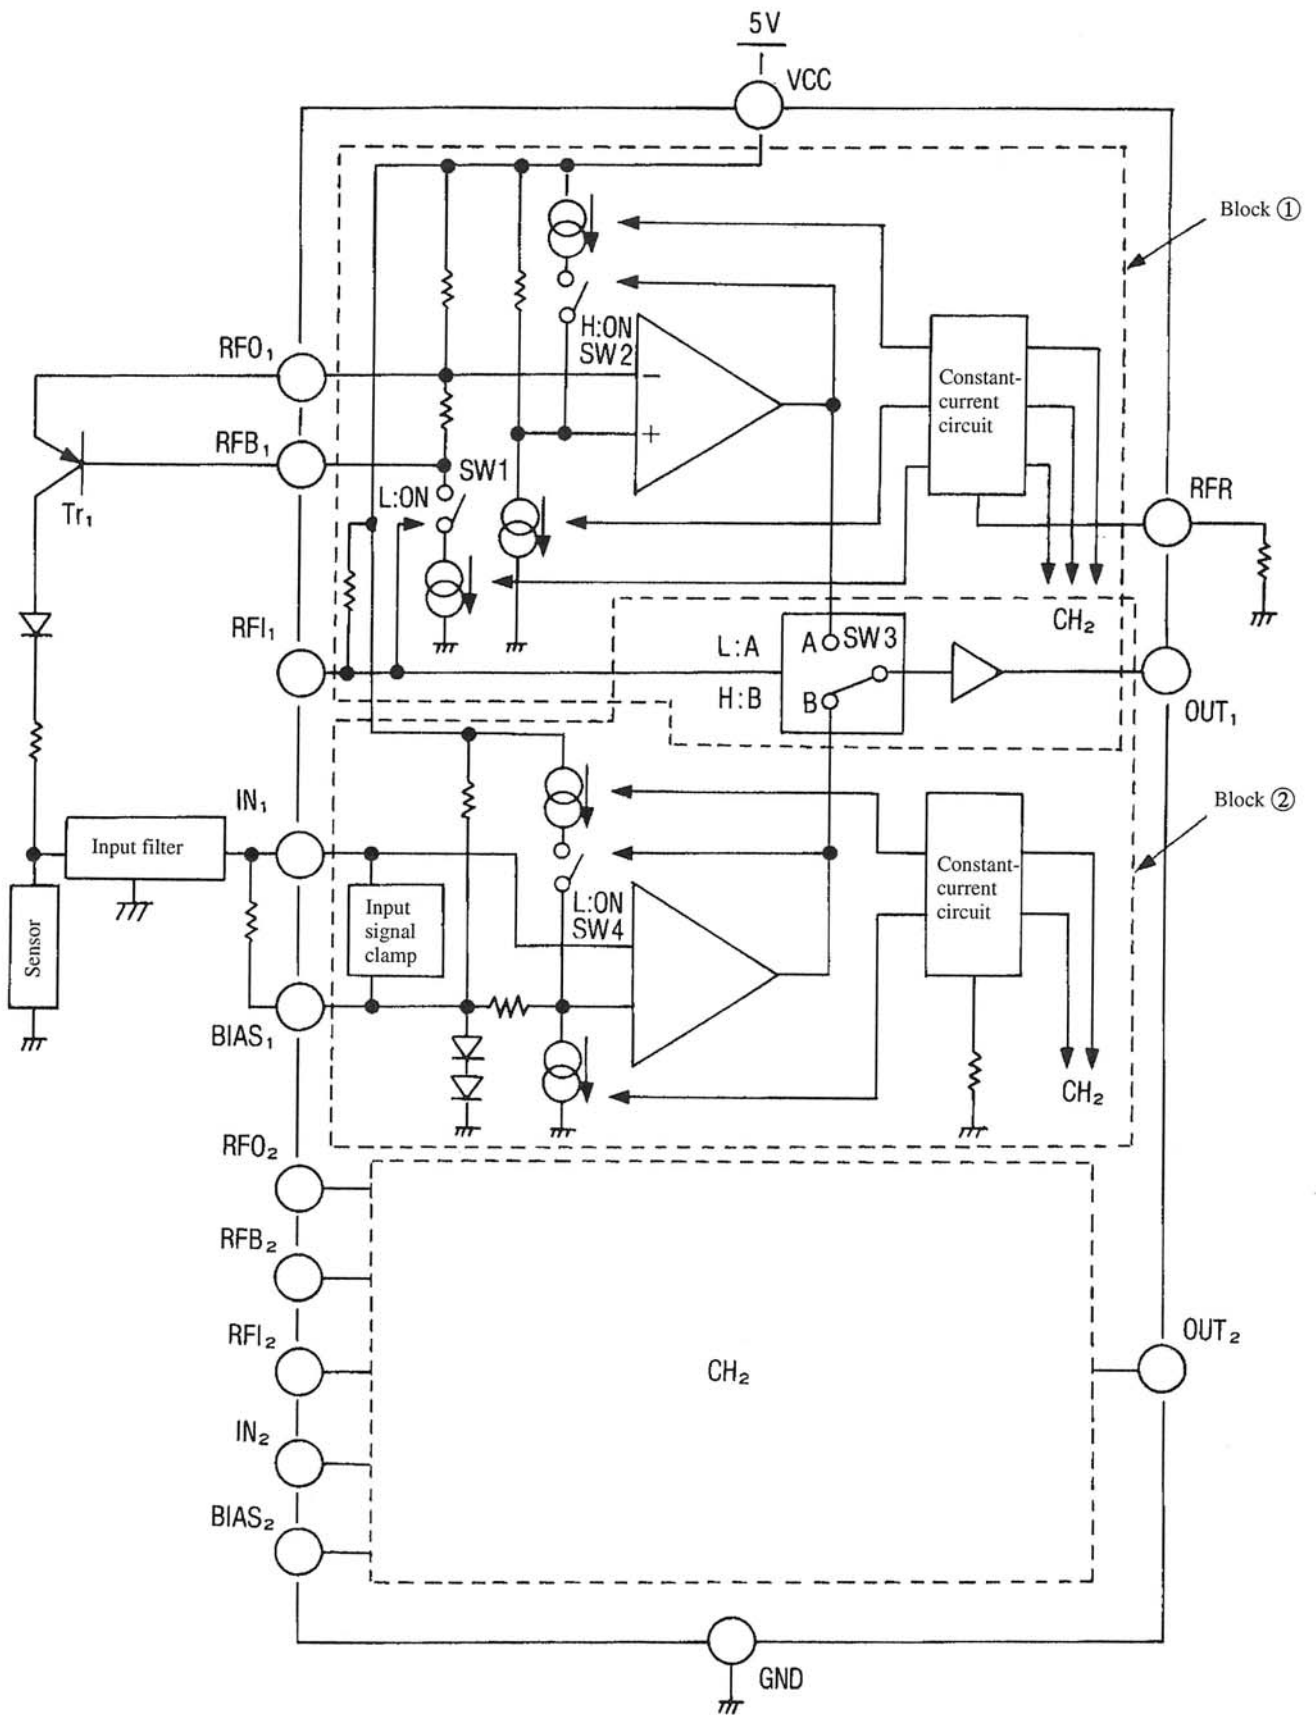 5V
VCC
Block ①
H:ON
SW2
RFO₁
−
Constant-
current
circuit
+
RFB₁
SW1
L:ON
Tr₁
RFR
CH₂
RFI₁
L:A
A
SW3
H:B
B
OUT₁
IN₁
Block ②
Input filter
Constant-
current
circuit
Input
signal
clamp
L:ON
SW4
Sensor
BIAS₁
CH₂
RFO₂
RFB₂
RFI₂
OUT₂
CH₂
IN₂
BIAS₂
GND